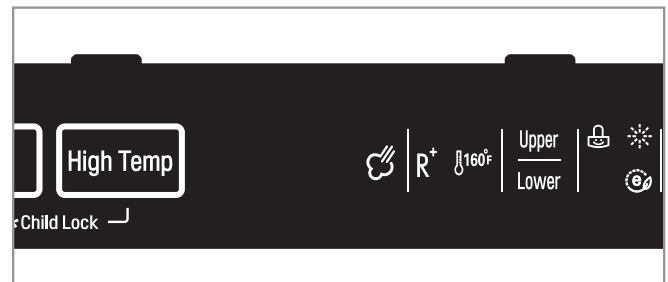 High Temp
*Child Lock
R+
160°F
Upper
Lower
e